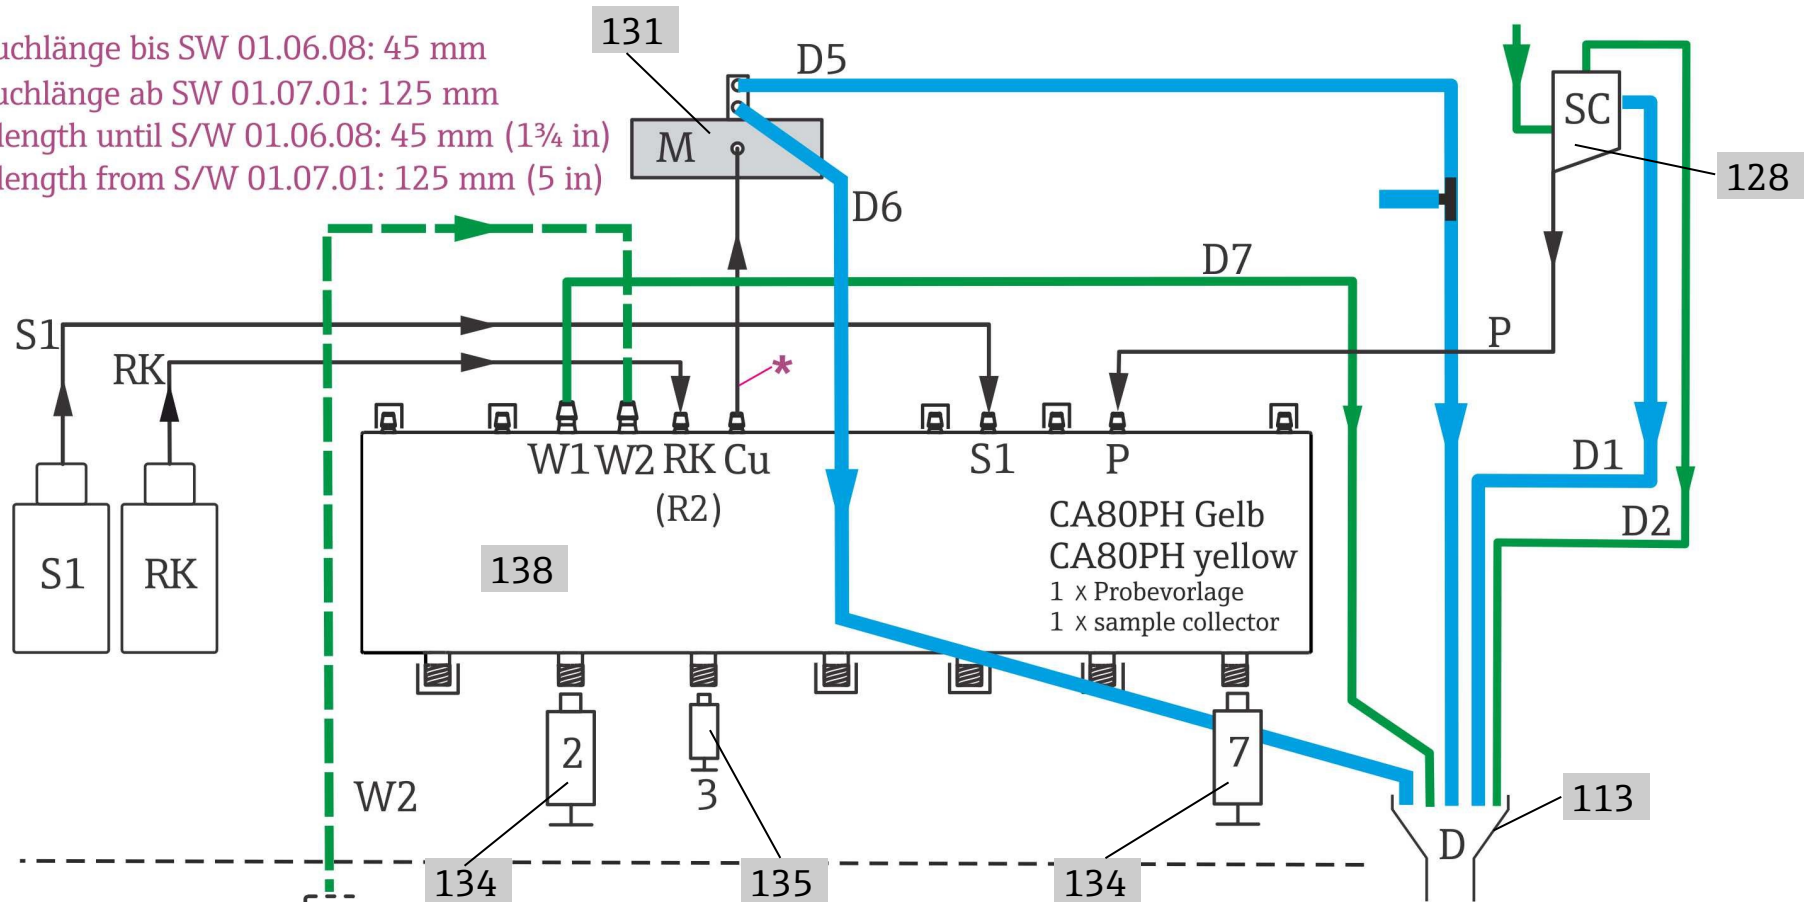 131
uchlänge bis SW 01.06.08: 45 mm
uchlänge ab SW 01.07.01: 125 mm
length until S/W 01.06.08: 45 mm (1¾ in)
length from S/W 01.07.01: 125 mm (5 in)
D5
SC
M
128
D6
D7
S1
RK
P
*
W1 W2 RK Cu
(R2)
S1
P
D1
D2
CA80PH Gelb
CA80PH yellow
1 x Probevorlage
1 x sample collector
S1
RK
138
2
3
7
W2
113
D
134
135
134